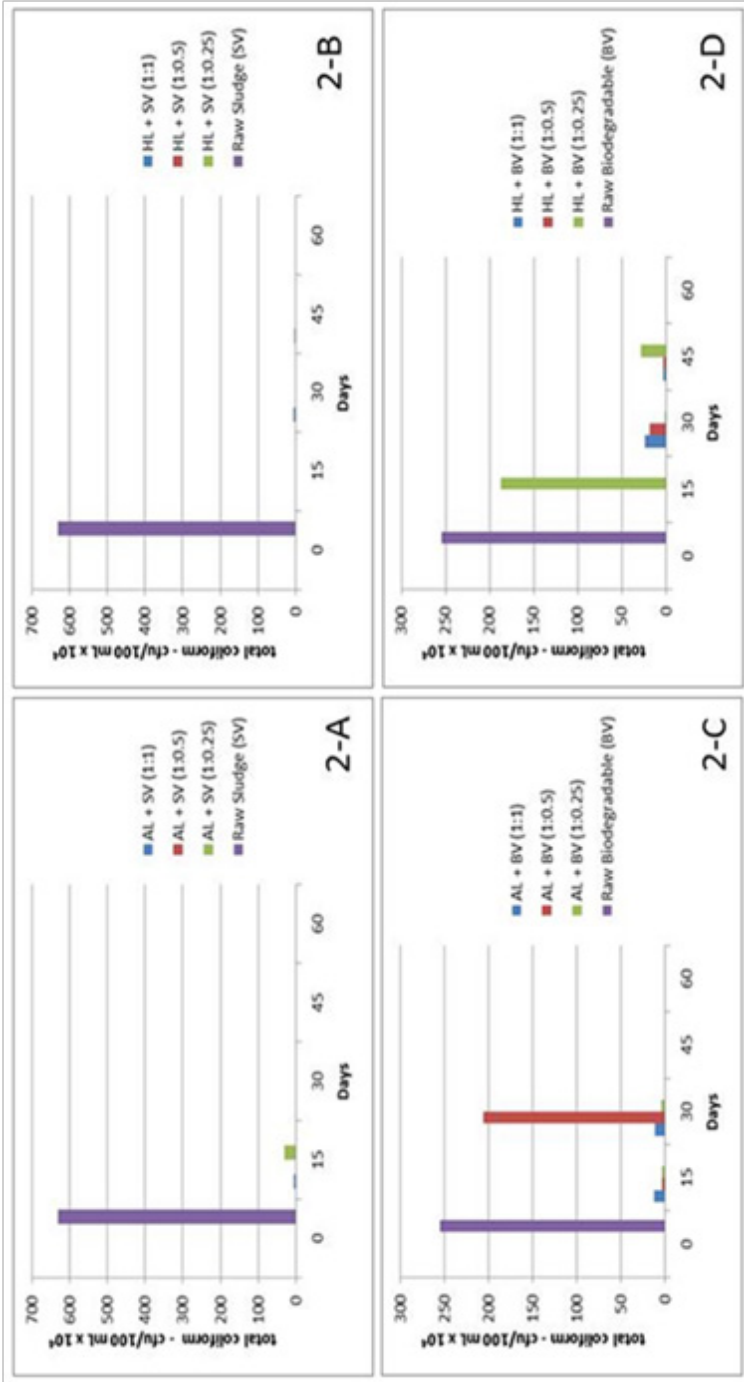 total coliform - cfu/100 mL x 10⁴
700
600
500
400
300
200
100
0
0 15 30 45 60
Days
AL + SV (1:1)
AL + SV (1:0.5)
AL + SV (1:0.25)
Raw Sludge (SV)
2-A
total coliform - cfu/100 mL x 10⁴
700
600
500
400
300
200
100
0
0 15 30 45 60
Days
HL + SV (1:1)
HL + SV (1:0.5)
HL + SV (1:0.25)
Raw Sludge (SV)
2-B
total coliform - cfu/100 mL x 10⁴
300
250
200
150
100
50
0
0 15 30 45 60
Days
AL + BV (1:1)
AL + BV (1:0.5)
AL + BV (1:0.25)
Raw Biodegradable (BV)
2-C
total coliform - cfu/100 mL x 10⁴
300
250
200
150
100
50
0
0 15 30 45 60
Days
HL + BV (1:1)
HL + BV (1:0.5)
HL + BV (1:0.25)
Raw Biodegradable (BV)
2-D